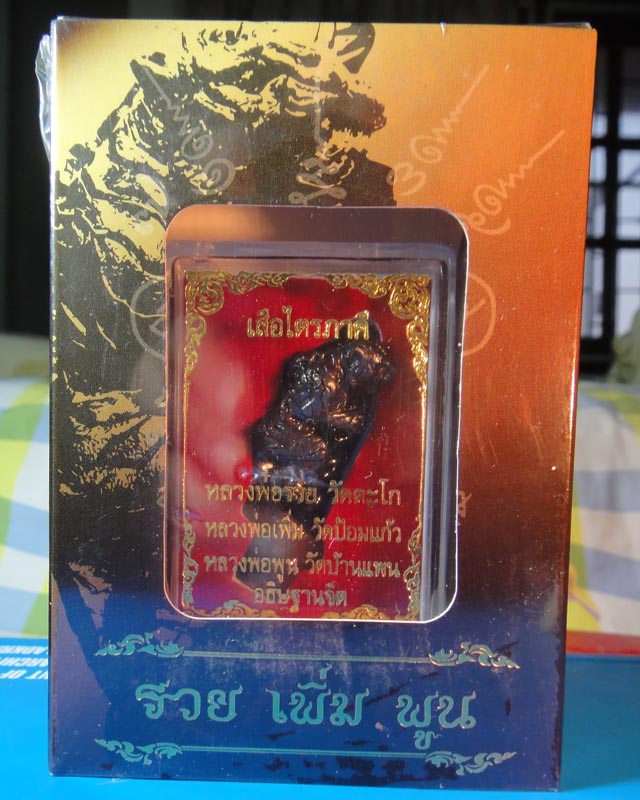 เสือไตรภาคี
หลวงพ่อรวย วัดตะโก
หลวงพ่อเพิ่ม วัดป้อมแก้ว
หลวงพ่อพูน วัดบ้านแพน
อธิษฐานจิต
รวย เพิ่ม พูน